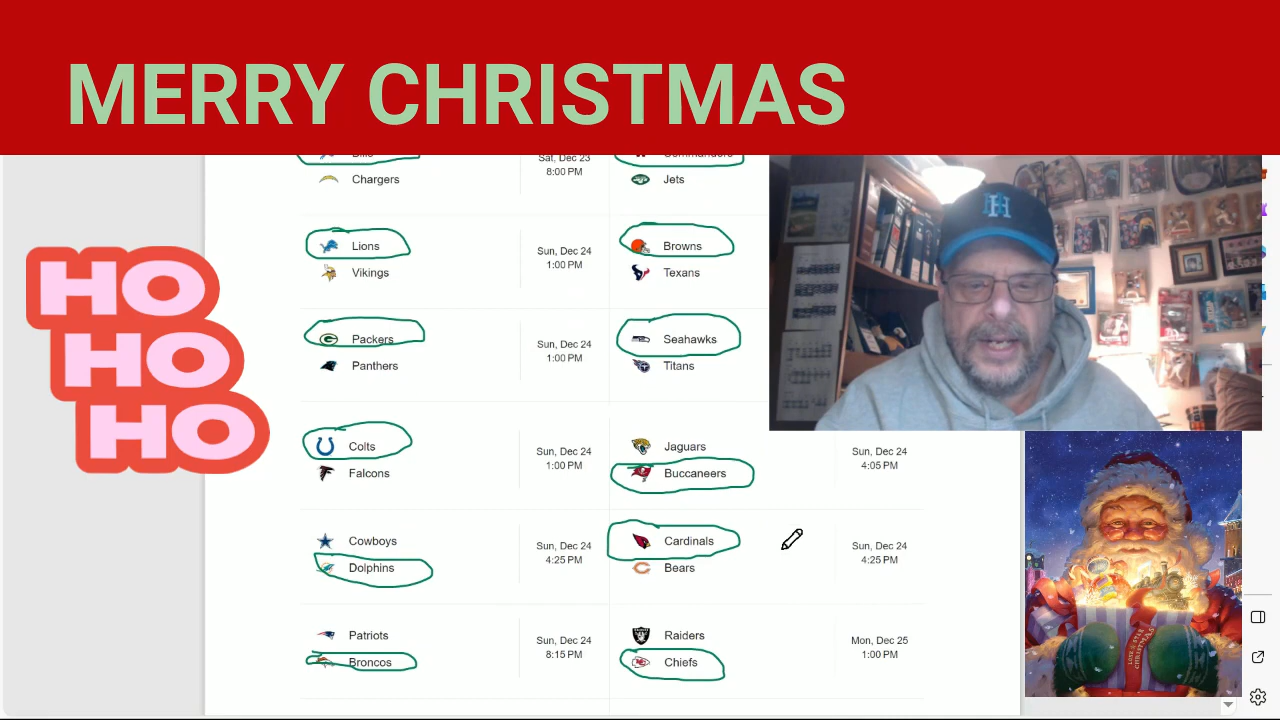 MERRY CHRISTMAS
HO
HO
HO
Bills
Chargers
Sat, Dec 23
8:00 PM
Commanders
Jets
Lions
Vikings
Sun, Dec 24
1:00 PM
Browns
Texans
Packers
Panthers
Sun, Dec 24
1:00 PM
Seahawks
Titans
Colts
Falcons
Sun, Dec 24
1:00 PM
Jaguars
Buccaneers
Sun, Dec 24
4:05 PM
Cowboys
Dolphins
Sun, Dec 24
4:25 PM
Cardinals
Bears
Sun, Dec 24
4:25 PM
Patriots
Broncos
Sun, Dec 24
8:15 PM
Raiders
Chiefs
Mon, Dec 25
1:00 PM
H